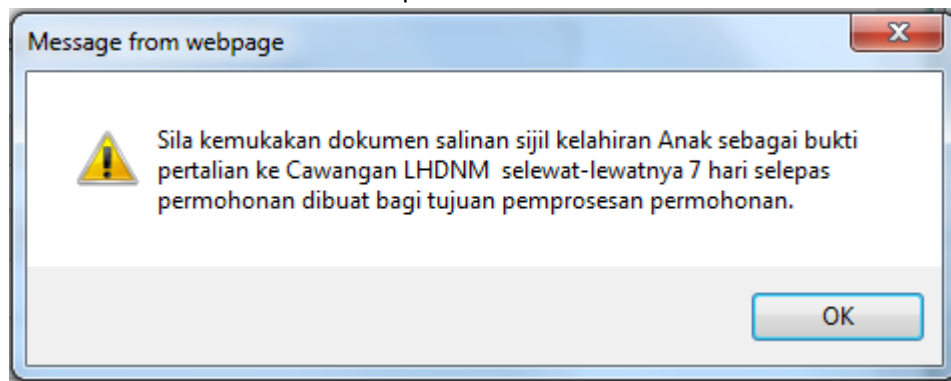 Message from webpage
Sila kemukakan dokumen salinan sijil kelahiran Anak sebagai bukti
pertalian ke Cawangan LHDNM selewat-lewatnya 7 hari selepas
permohonan dibuat bagi tujuan pemprosesan permohonan.
OK